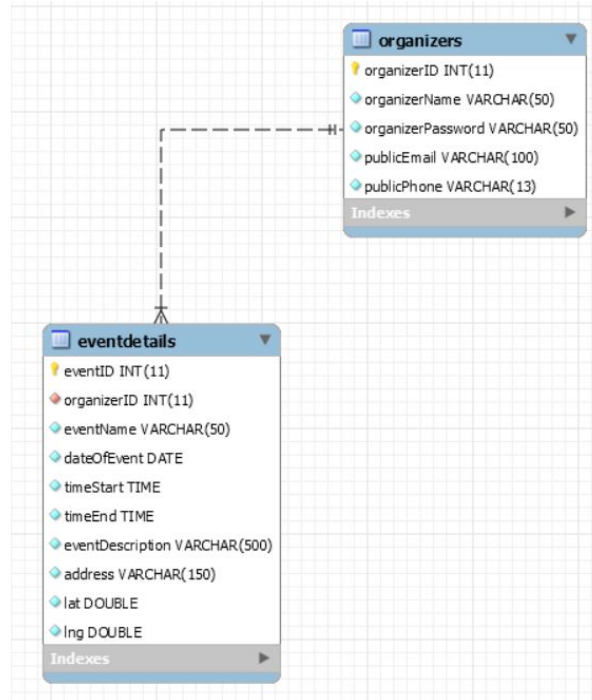 organizers
organizerID INT(11)
organizerName VARCHAR(50)
organizerPassword VARCHAR(50)
publicEmail VARCHAR(100)
publicPhone VARCHAR(13)
Indexes
eventdetails
eventID INT(11)
organizerID INT(11)
eventName VARCHAR(50)
dateOfEvent DATE
timeStart TIME
timeEnd TIME
eventDescription VARCHAR(500)
address VARCHAR(150)
lat DOUBLE
lng DOUBLE
Indexes